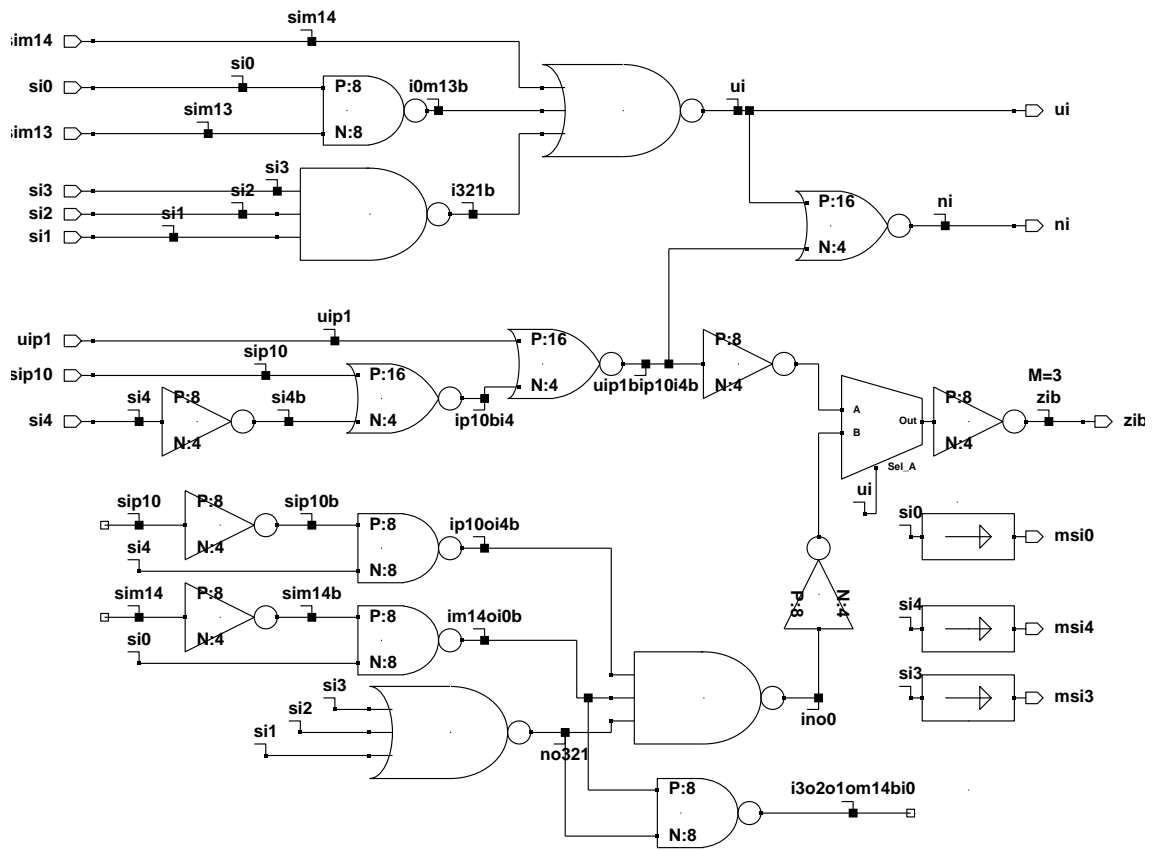 sim14
sim14
si0
si0
P:8
N:8
i0m13b
sim13
sim13
ui
ui
si3
si3
si2
si2
si1
si1
i321b
P:16
N:4
ni
ni
uip1
uip1
P:16
N:4
uip1bip10i4b
P:8
N:4
sip10
sip10
P:16
N:4
ip10bi4
si4
si4
P:8
N:4
si4b
A
B
Out
Sel_A
ui
P:8
N:4
M=3
zib
zib
sip10
P:8
N:4
sip10b
si4
P:8
N:8
ip10oi4b
si0
msi0
sim14
P:8
N:4
sim14b
si0
P:8
N:8
im14oi0b
P:8
N:4
si4
msi4
si3
si2
si1
no321
ino0
si3
msi3
P:8
N:8
i3o2o1om14bi0